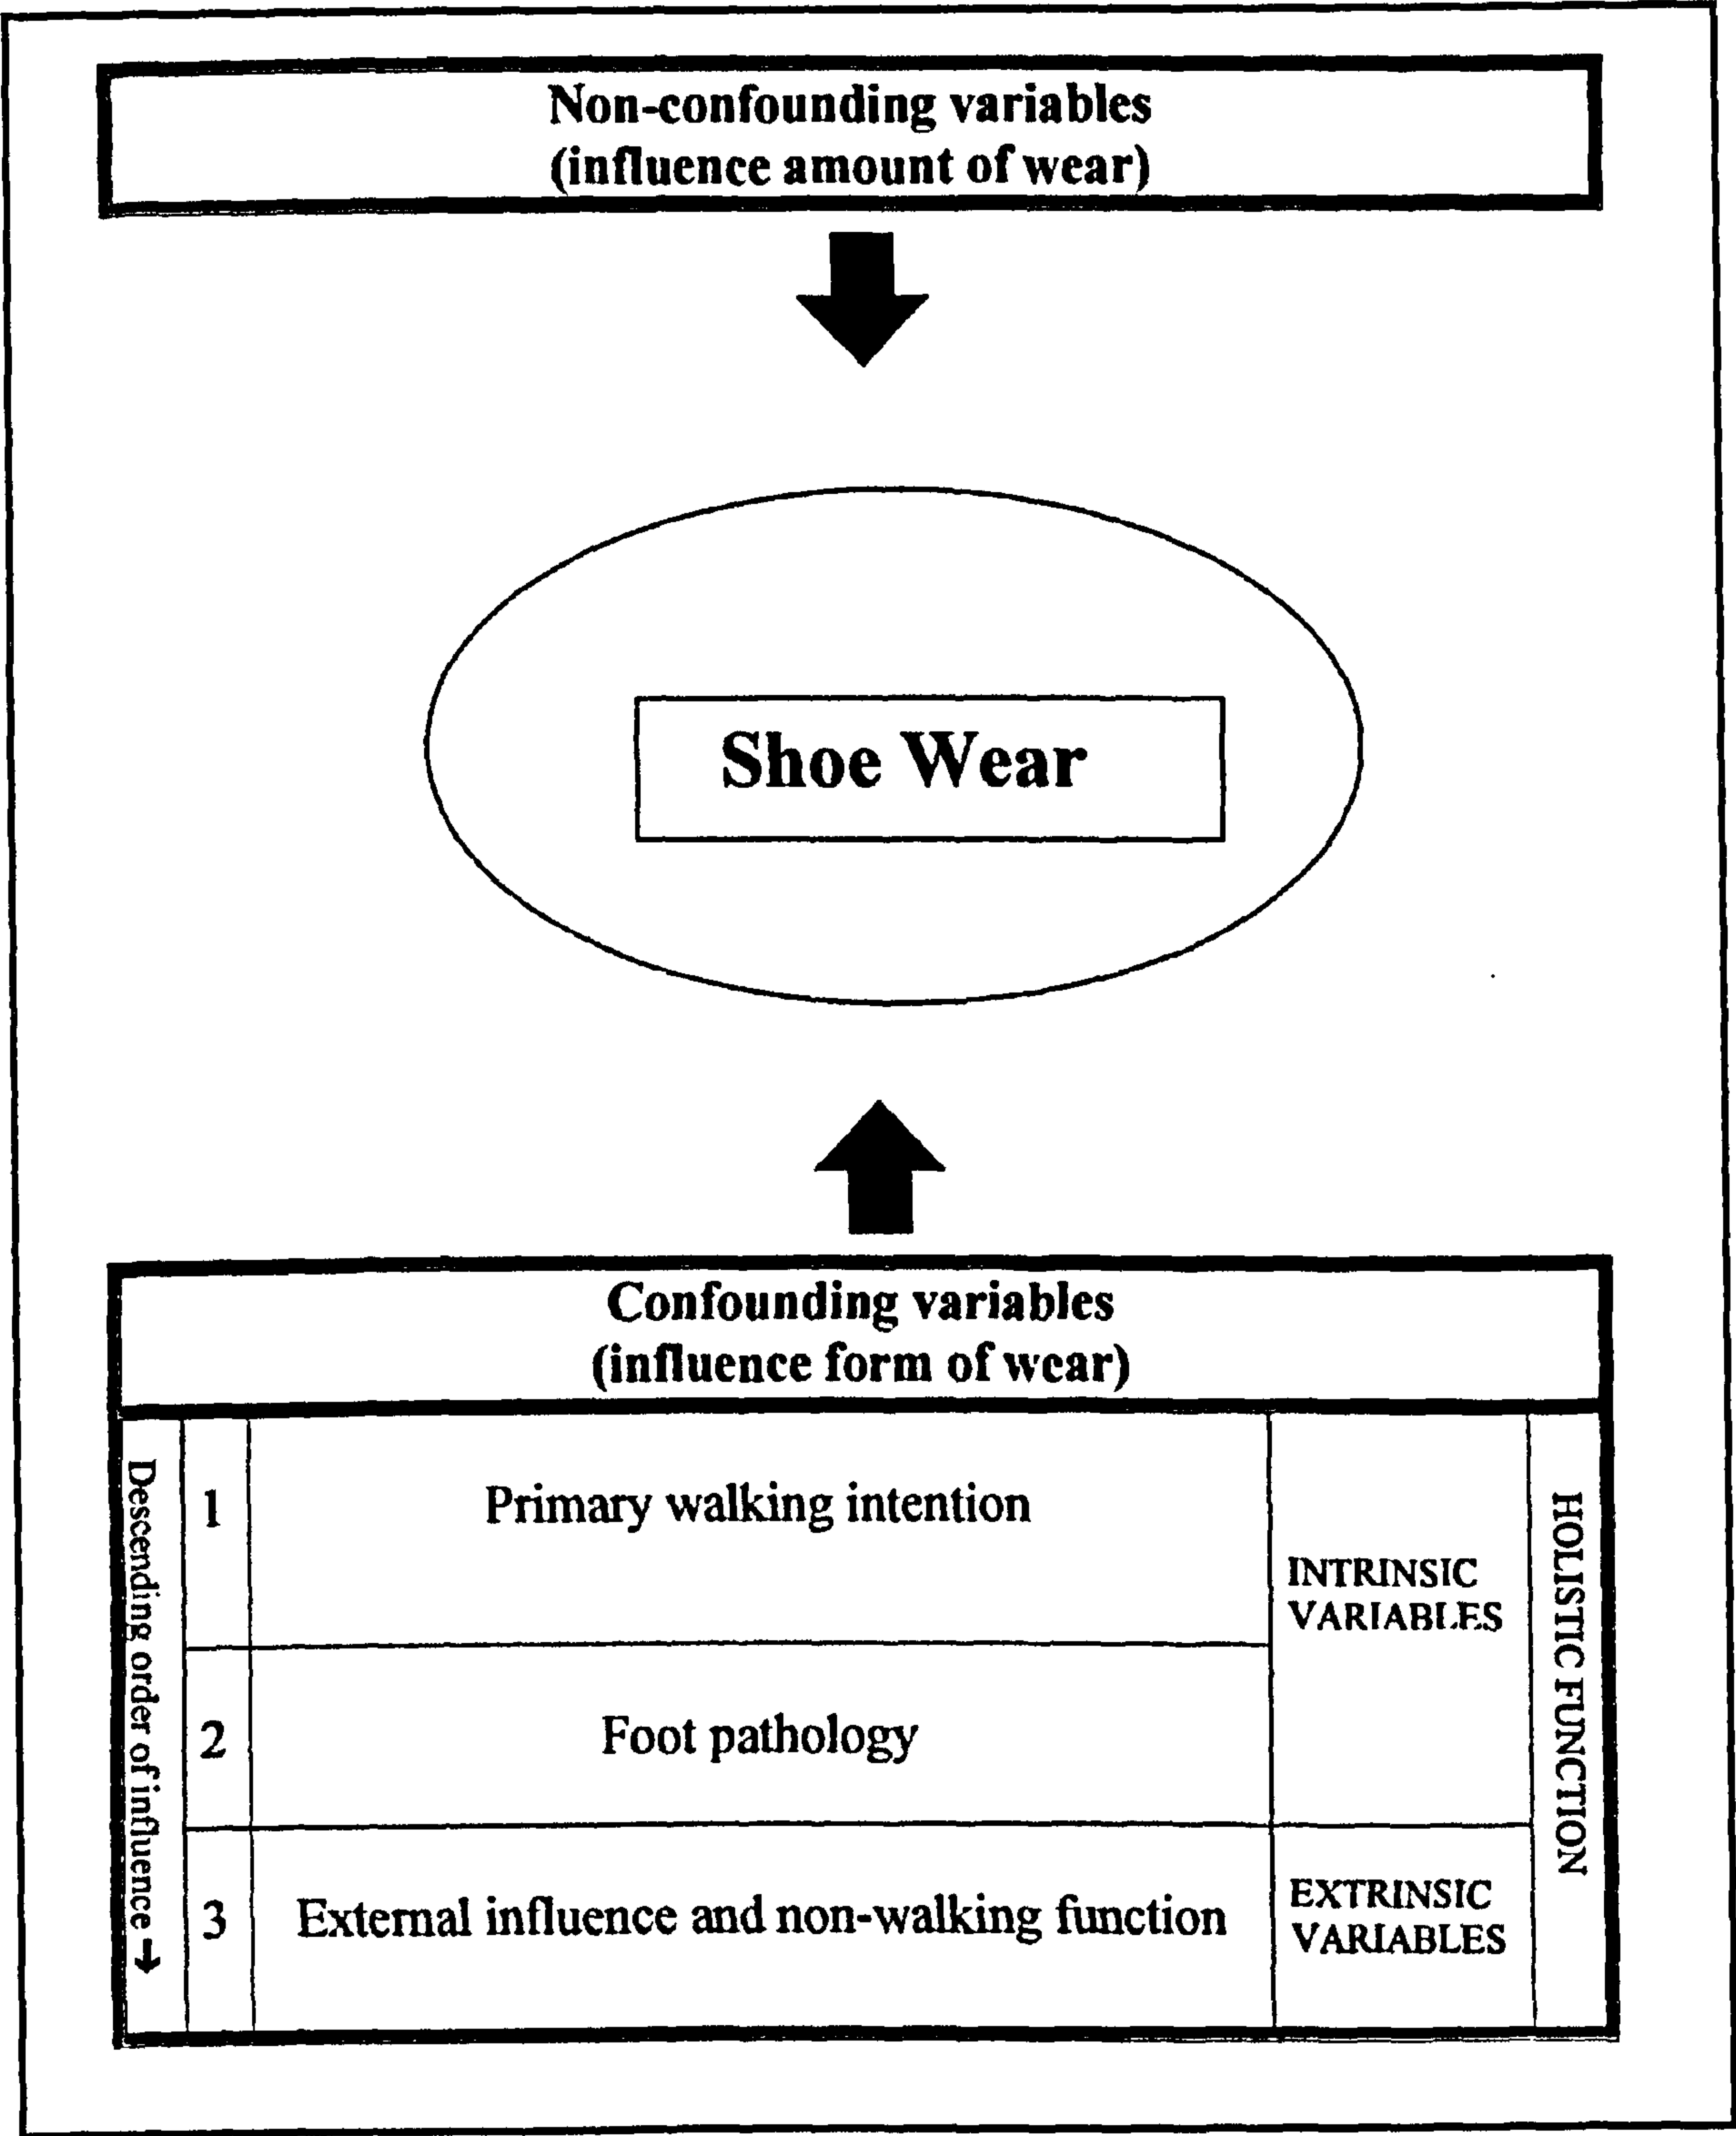 Non-confounding variables
(influence amount of wear)
Shoe Wear
Confounding variables
(influence form of wear)
Descending order of influence →
1
Primary walking intention
INTRINSIC
VARIABLES
HOLISTIC FUNCTION
2
Foot pathology
3
External influence and non-walking function
EXTRINSIC
VARIABLES